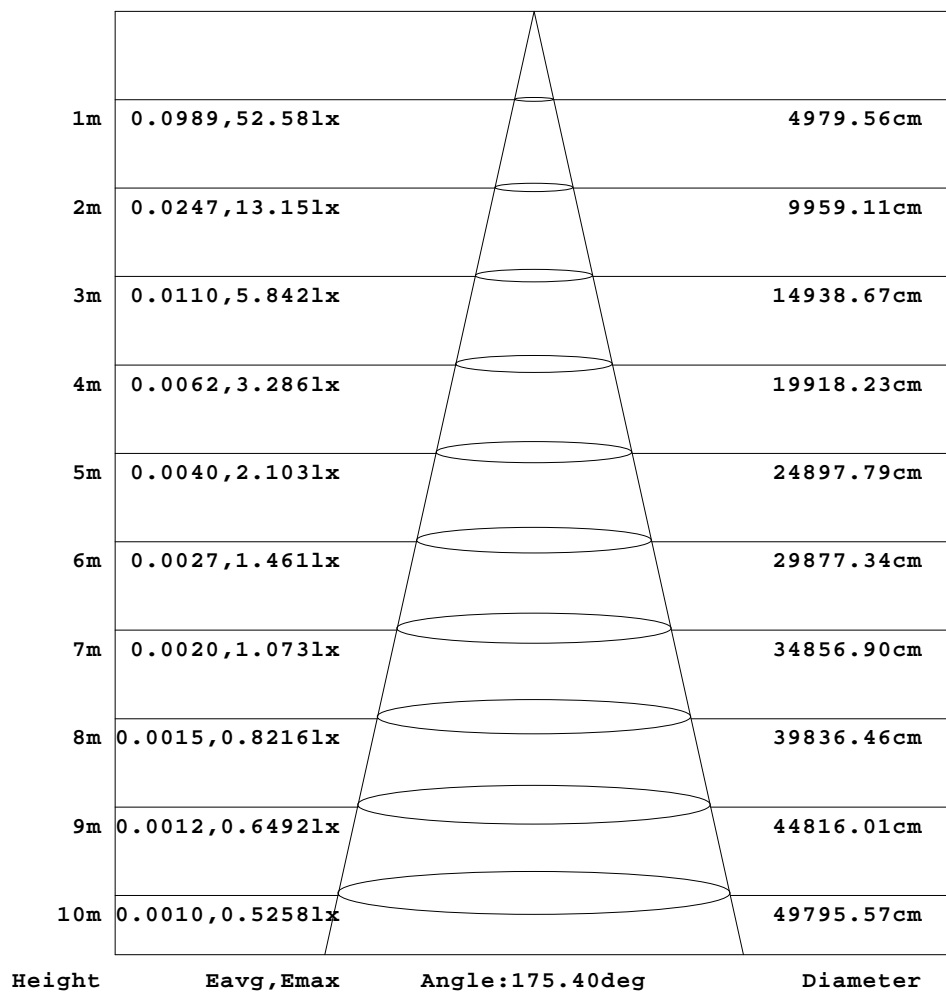 1m 0.0989,52.58lx 4979.56cm
2m 0.0247,13.15lx 9959.11cm
3m 0.0110,5.842lx 14938.67cm
4m 0.0062,3.286lx 19918.23cm
5m 0.0040,2.103lx 24897.79cm
6m 0.0027,1.461lx 29877.34cm
7m 0.0020,1.073lx 34856.90cm
8m 0.0015,0.8216lx 39836.46cm
9m 0.0012,0.6492lx 44816.01cm
10m 0.0010,0.5258lx 49795.57cm
Height Eavg,Emax Angle:175.40deg Diameter